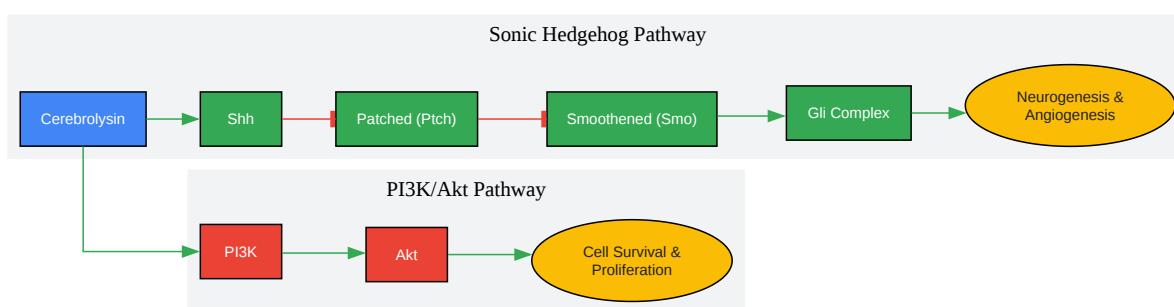 Sonic Hedgehog Pathway
Cerebrolysin
Shh
Patched (Ptch)
Smoothened (Smo)
Gli Complex
Neurogenesis &
Angiogenesis
PI3K/Akt Pathway
PI3K
Akt
Cell Survival &
Proliferation